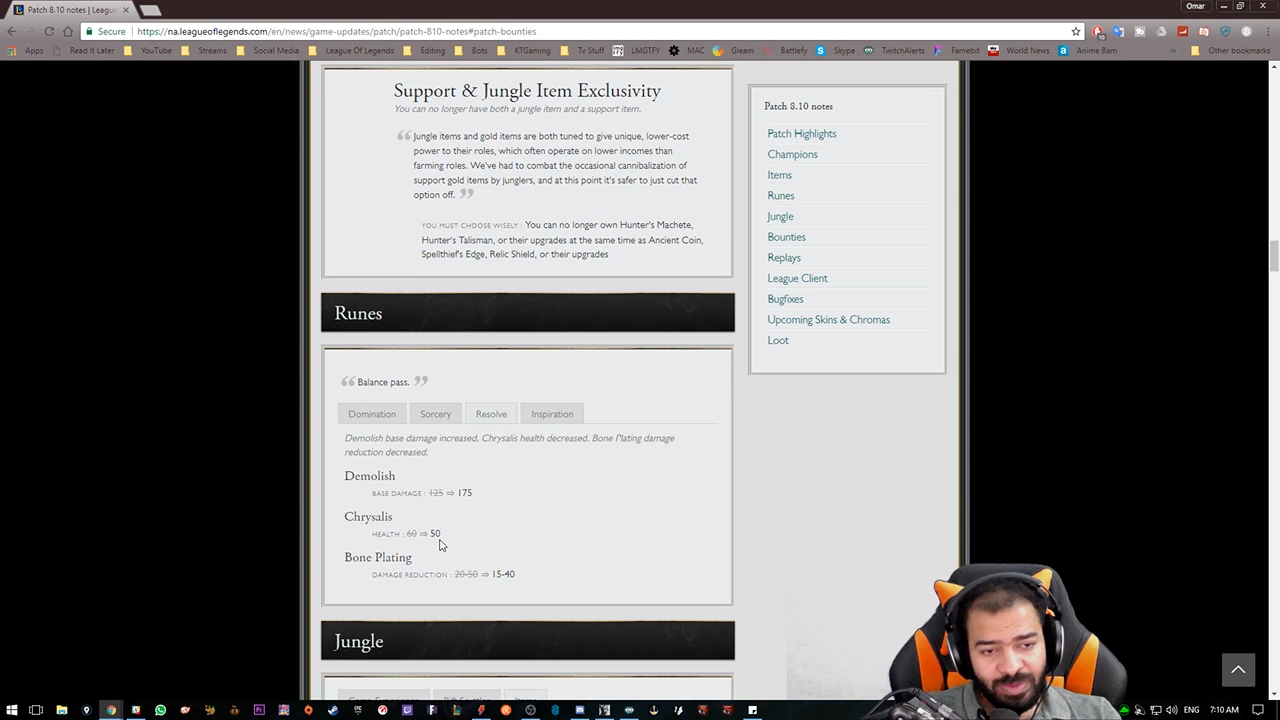 Patch 8.10 notes | Leagu
Omar
Secure
https://na.leagueoflegends.com/en/news/game-updates/patch/patch-810-notes#patch-bounties
Apps
Read It Later
YouTube
Streams
Social Media
League Of Legends
Editing
Bots
KTGaming
Tv Stuff
LMGTFY
MAC
Gleam
Battlefy
Skype
TwitchAlerts
Famebit
World News
Anime Bam
»
Other bookmarks
Support & Jungle Item Exclusivity
You can no longer have both a jungle item and a support item.
“ Jungle items and gold items are both tuned to give unique, lower-cost
power to their roles, which often operate on lower incomes than
farming roles. We've had to combat the occasional cannibalization of
support gold items by junglers, and at this point it's safer to just cut that
option off. ”
YOU MUST CHOOSE WISELY : You can no longer own Hunter's Machete,
Hunter's Talisman, or their upgrades at the same time as Ancient Coin,
Spellthief's Edge, Relic Shield, or their upgrades
Runes
“ Balance pass. ”
Domination
Sorcery
Resolve
Inspiration
Demolish base damage increased. Chrysalis health decreased. Bone Plating damage
reduction decreased.
Demolish
BASE DAMAGE : 125 ⇒ 175
Chrysalis
HEALTH : 60 ⇒ 50
Bone Plating
DAMAGE REDUCTION : 20-50 ⇒ 15-40
Jungle
Patch 8.10 notes
Patch Highlights
Champions
Items
Runes
Jungle
Bounties
Replays
League Client
Bugfixes
Upcoming Skins & Chromas
Loot
ENG
7:10 AM